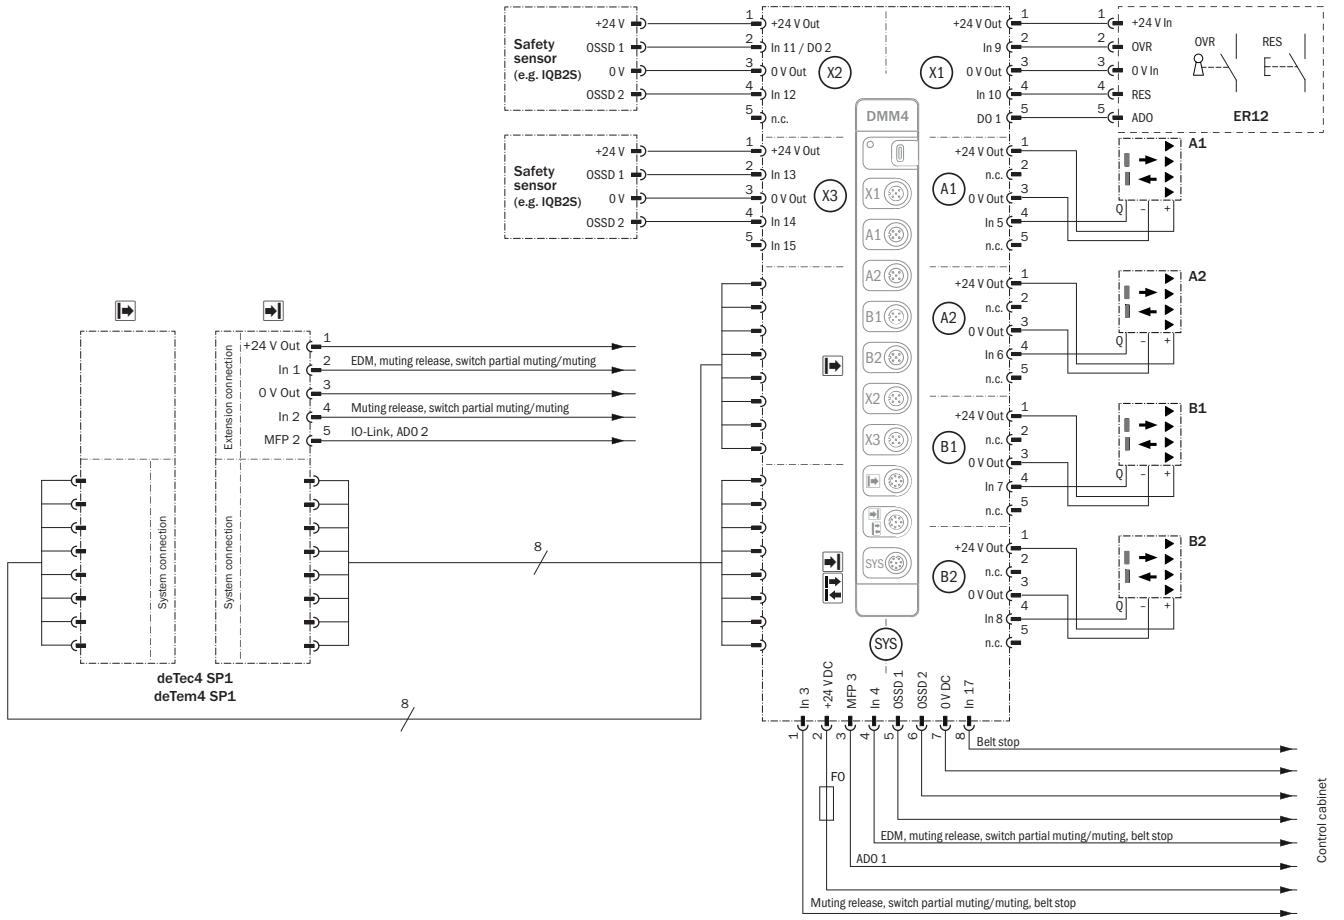 Safety
sensor
(e.g. IQB2S)
+24 V
OSSD 1
0 V
OSSD 2
1 +24 V Out
2 In 11 / DO 2
3 0 V Out
4 In 12
5 n.c.
X2
X1
+24 V Out 1
In 9 2
0 V Out 3
In 10 4
DO 1 5
1 +24 V In
2 OVR
3 0 V In
4 RES
5 ADO
OVR RES
ER12
Safety
sensor
(e.g. IQB2S)
+24 V
OSSD 1
0 V
OSSD 2
1 +24 V Out
2 In 13
3 0 V Out
4 In 14
5 In 15
X3
DMM4
X1
A1
A2
B1
B2
X2
X3
SYS
A1
+24 V Out 1
n.c. 2
0 V Out 3
In 5 4
n.c. 5
A1
Q – +
A2
+24 V Out 1
n.c. 2
0 V Out 3
In 6 4
n.c. 5
A2
Q – +
B1
+24 V Out 1
n.c. 2
0 V Out 3
In 7 4
n.c. 5
B1
Q – +
B2
+24 V Out 1
n.c. 2
0 V Out 3
In 8 4
n.c. 5
B2
Q – +
SYS
Extension connection
+24 V Out 1
In 1 2 EDM, muting release, switch partial muting/muting
0 V Out 3
In 2 4 Muting release, switch partial muting/muting
MFP 2 5 IO-Link, ADO 2
System connection
System connection
deTec4 SP1
deTem4 SP1
8
8
In 3
+24 V DC
MFP 3
In 4
OSSD 1
OSSD 2
0 V DC
In 17
1 2 3 4 5 6 7 8
Belt stop
F0
EDM, muting release, switch partial muting/muting, belt stop
ADO 1
Muting release, switch partial muting/muting, belt stop
Control cabinet